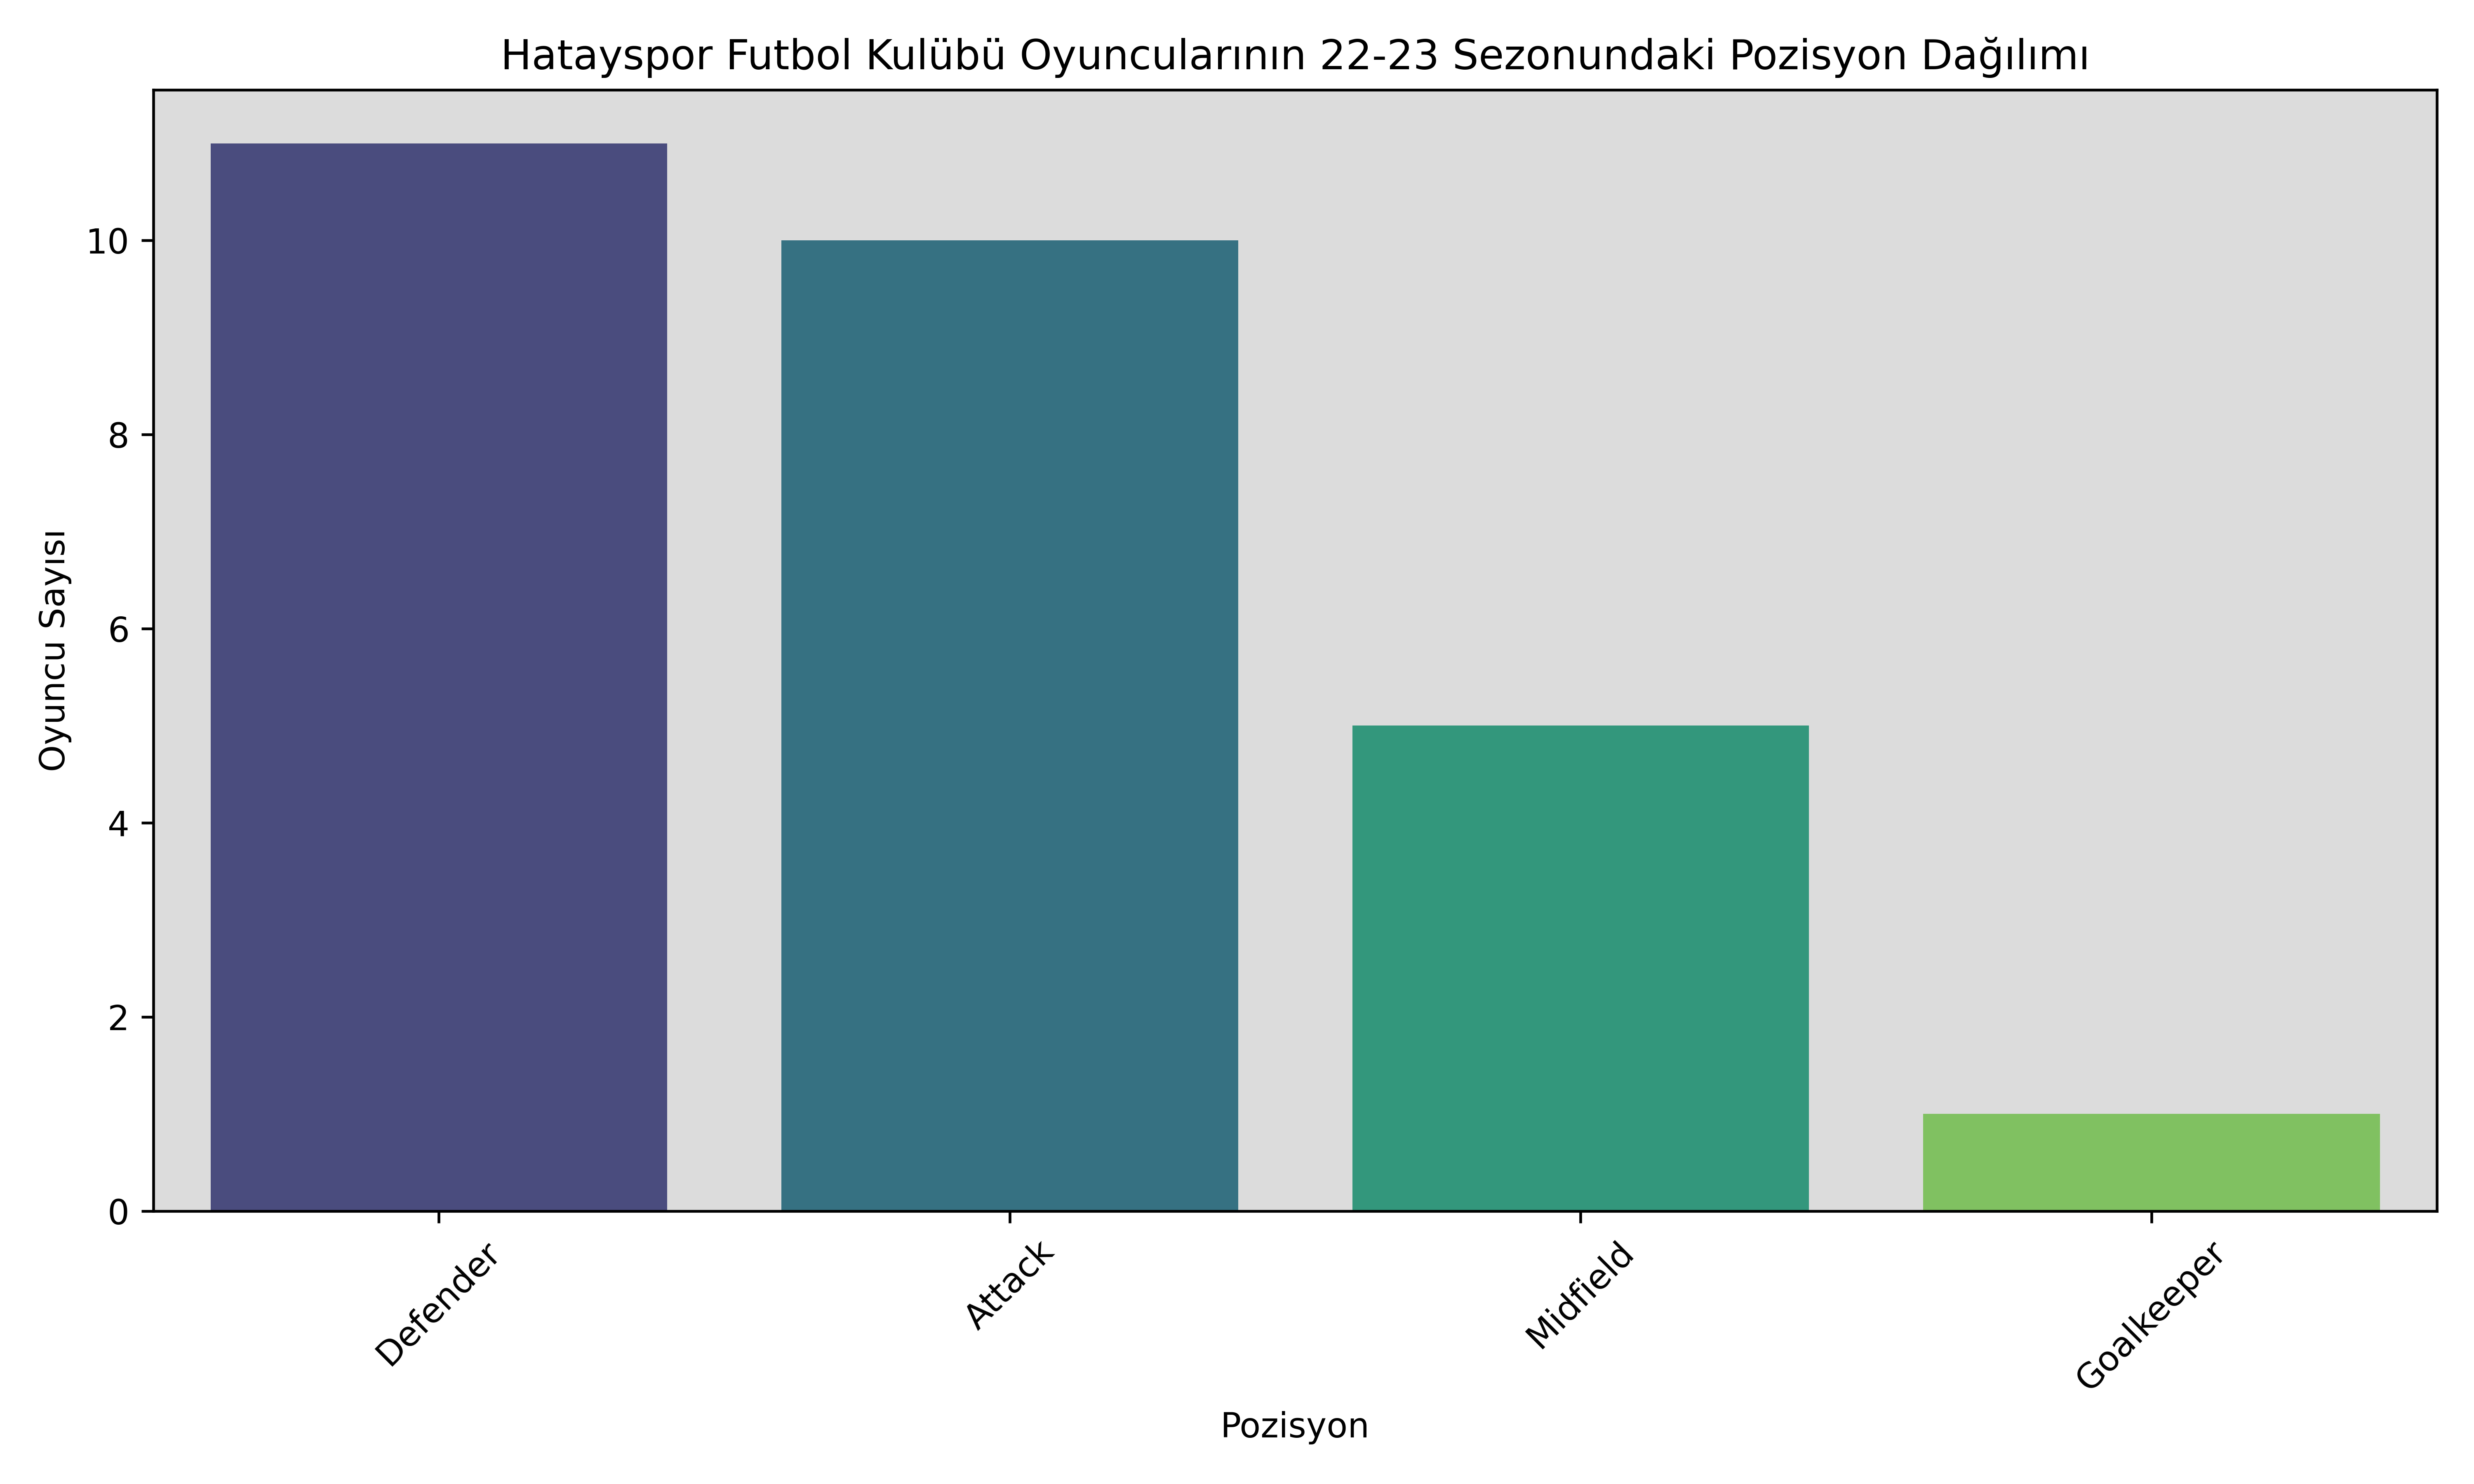 Hatayspor Futbol Kulübü Oyuncularının 22-23 Sezonundaki Pozisyon Dağılımı
Oyuncu Sayısı
10
8
6
4
2
0
Defender
Attack
Midfield
Goalkeeper
Pozisyon